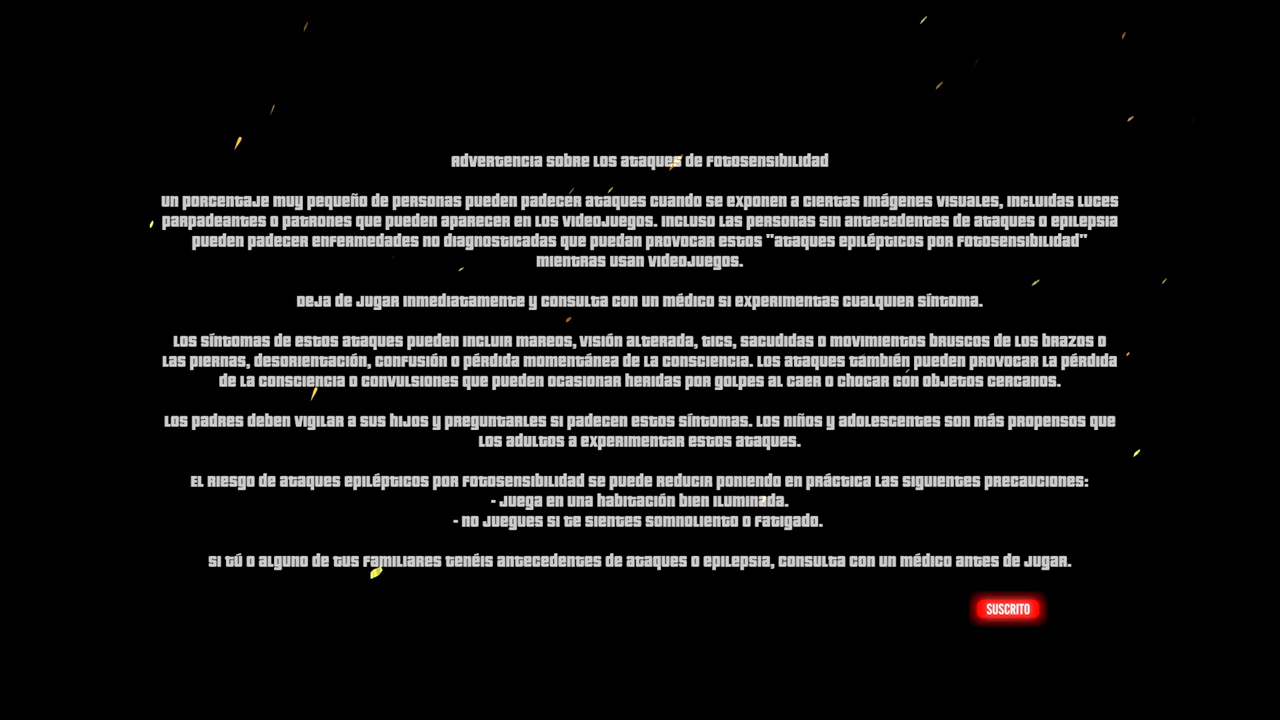 Advertencia sobre los ataques de fotosensibilidad
Un porcentaje muy pequeño de personas pueden padecer ataques cuando se exponen a ciertas imágenes visuales, incluidas luces
parpadeantes o patrones que pueden aparecer en los videojuegos. Incluso las personas sin antecedentes de ataques o epilepsia
pueden padecer enfermedades no diagnosticadas que puedan provocar estos "ataques epilépticos por fotosensibilidad"
mientras usan videojuegos.
Deja de jugar inmediatamente y consulta con un médico si experimentas cualquier síntoma.
Los síntomas de estos ataques pueden incluir mareos, visión alterada, tics, sacudidas o movimientos bruscos de los brazos o
las piernas, desorientación, confusión o pérdida momentánea de la consciencia. Los ataques también pueden provocar la pérdida
de la consciencia o convulsiones que pueden ocasionar heridas por golpes al caer o chocar con objetos cercanos.
Los padres deben vigilar a sus hijos y preguntarles si padecen estos síntomas. Los niños y adolescentes son más propensos que
los adultos a experimentar estos ataques.
El riesgo de ataques epilépticos por fotosensibilidad se puede reducir poniendo en práctica las siguientes precauciones:
- Juega en una habitación bien iluminada.
- No juegues si te sientes somnoliento o fatigado.
Si tú o alguno de tus familiares tenéis antecedentes de ataques o epilepsia, consulta con un médico antes de jugar.
SUSCRITO